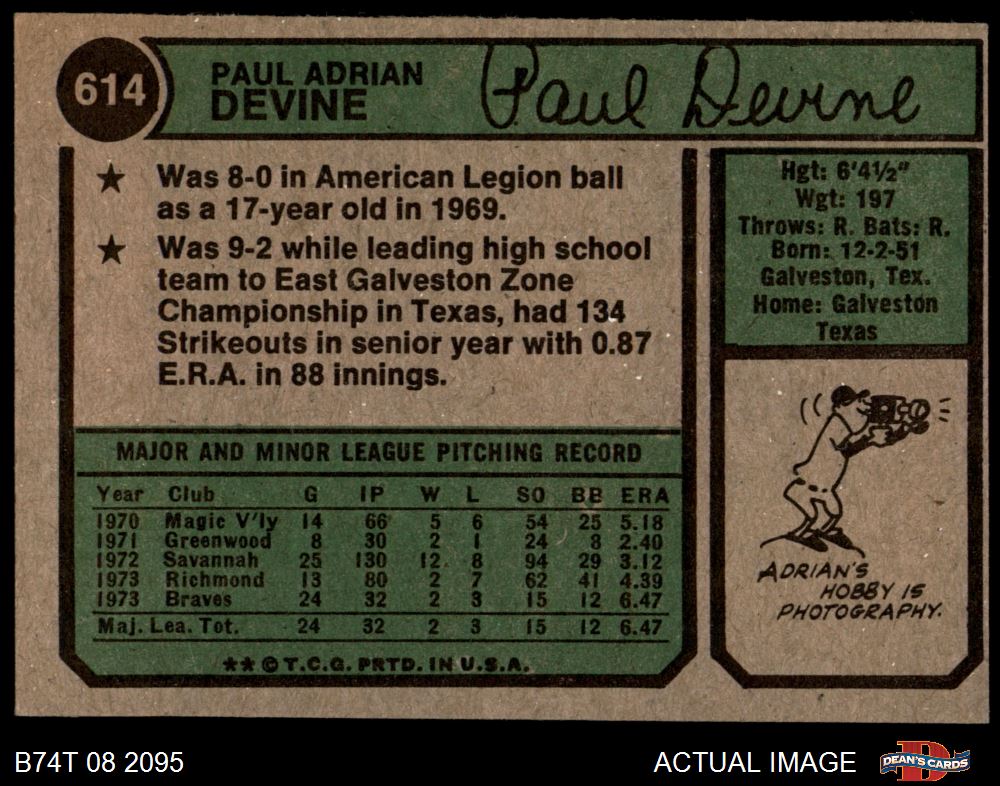 614
PAUL ADRIAN
DEVINE
Paul Devine
★ Was 8-0 in American Legion ball
as a 17-year old in 1969.
★ Was 9-2 while leading high school
team to East Galveston Zone
Championship in Texas, had 134
Strikeouts in senior year with 0.87
E.R.A. in 88 innings.
Hgt: 6'4½"
Wgt: 197
Throws: R. Bats: R.
Born: 12-2-51
Galveston, Tex.
Home: Galveston
Texas
MAJOR AND MINOR LEAGUE PITCHING RECORD
Year Club G IP W L SO BB ERA
1970 Magic V'ly 14 66 5 6 54 25 5.18
1971 Greenwood 8 30 2 1 24 8 2.40
1972 Savannah 25 130 12 8 94 29 3.12
1973 Richmond 13 80 2 7 62 41 4.39
1973 Braves 24 32 2 3 15 12 6.47
Maj. Lea. Tot. 24 32 2 3 15 12 6.47
★★ © T.C.G. PRTD. IN U.S.A.
ADRIAN'S
HOBBY IS
PHOTOGRAPHY.
B74T 08 2095
ACTUAL IMAGE
D
DEAN'S CARDS